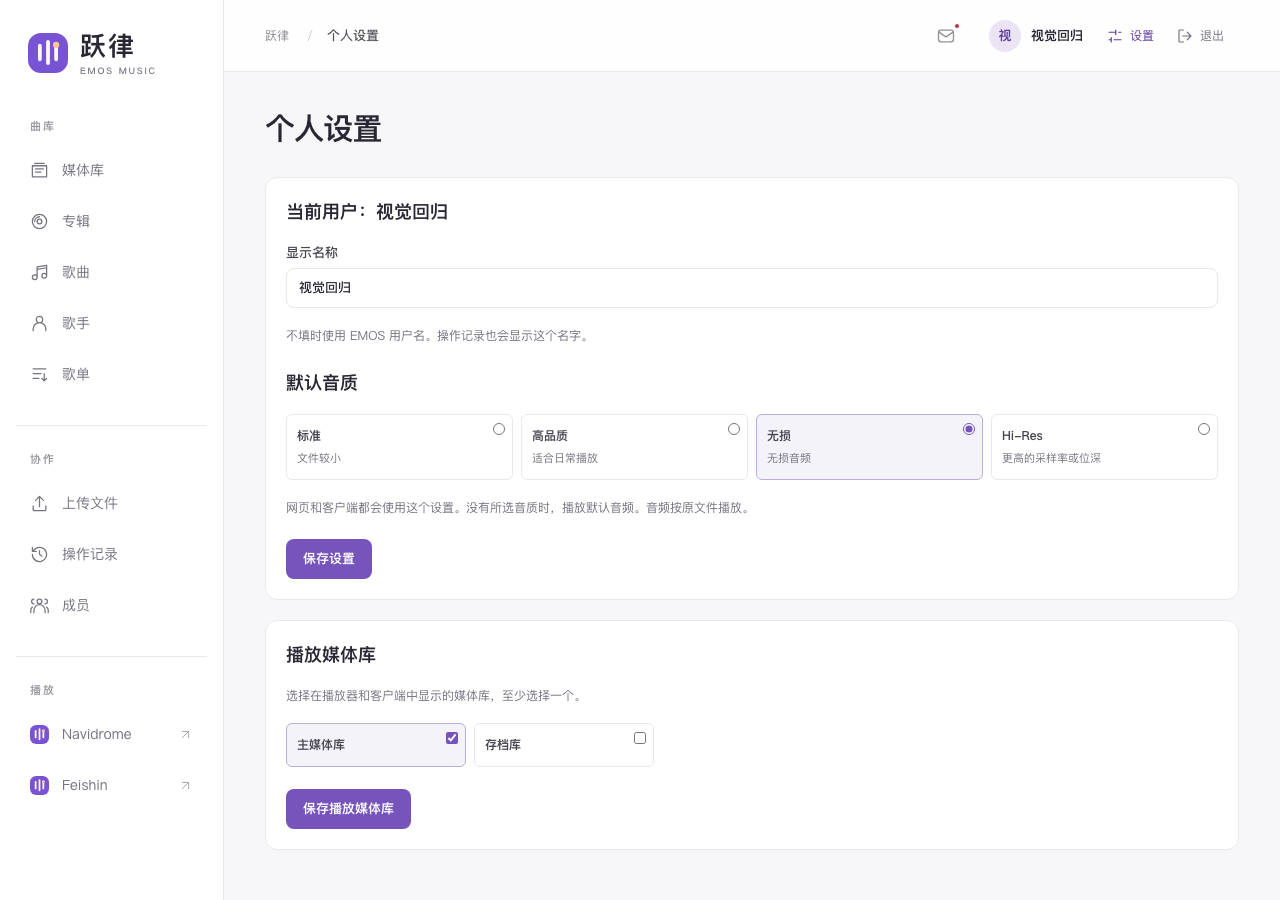 跃律
EMOS MUSIC
曲库
媒体库
专辑
歌曲
歌手
歌单
协作
上传文件
操作记录
成员
播放
Navidrome
Feishin
跃律 / 个人设置
视 视觉回归 设置 退出
个人设置
当前用户：视觉回归
显示名称
视觉回归
不填时使用 EMOS 用户名。操作记录也会显示这个名字。
默认音质
标准
文件较小
高品质
适合日常播放
无损
无损音频
Hi-Res
更高的采样率或位深
网页和客户端都会使用这个设置。没有所选音质时，播放默认音频。音频按原文件播放。
保存设置
播放媒体库
选择在播放器和客户端中显示的媒体库，至少选择一个。
主媒体库
存档库
保存播放媒体库